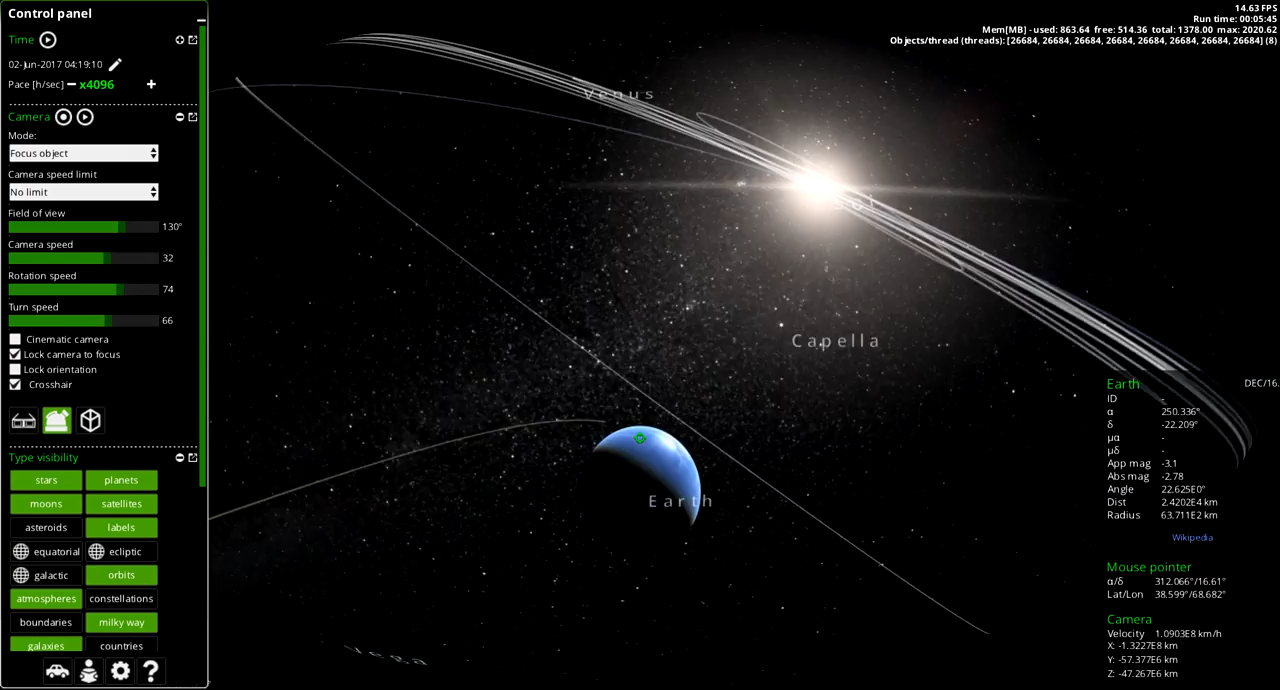 Control panel
Time
02-Jun-2017 04:19:10
Pace [h/sec] x4096 +
Camera
Mode:
Focus object
Camera speed limit
No limit
Field of view
130°
Camera speed
32
Rotation speed
74
Turn speed
66
Cinematic camera
Lock camera to focus
Lock orientation
Crosshair
Type visibility
stars planets
moons satellites
asteroids labels
equatorial ecliptic
galactic orbits
atmospheres constellations
boundaries milky way
galaxies countries
?
14.63 FPS
Run time: 00:05:45
Mem[MB] - used: 863.64 free: 514.36 total: 1378.00 max: 2020.62
Objects/thread (threads): [26684, 26684, 26684, 26684, 26684, 26684, 26684, 26684] (8)
Venus
Sol
Capella
Earth
Vega
DEC/16,
Earth
ID -
α 250.336°
δ -22.209°
μα -
μδ -
App mag -3.1
Abs mag -2.78
Angle 22.625E0°
Dist 2.4202E4 km
Radius 63.711E2 km
Wikipedia
Mouse pointer
α/δ 312.066°/16.61°
Lat/Lon 38.599°/68.682°
Camera
Velocity 1.0903E8 km/h
X: -1.3227E8 km
Y: -57.377E6 km
Z: -47.267E6 km